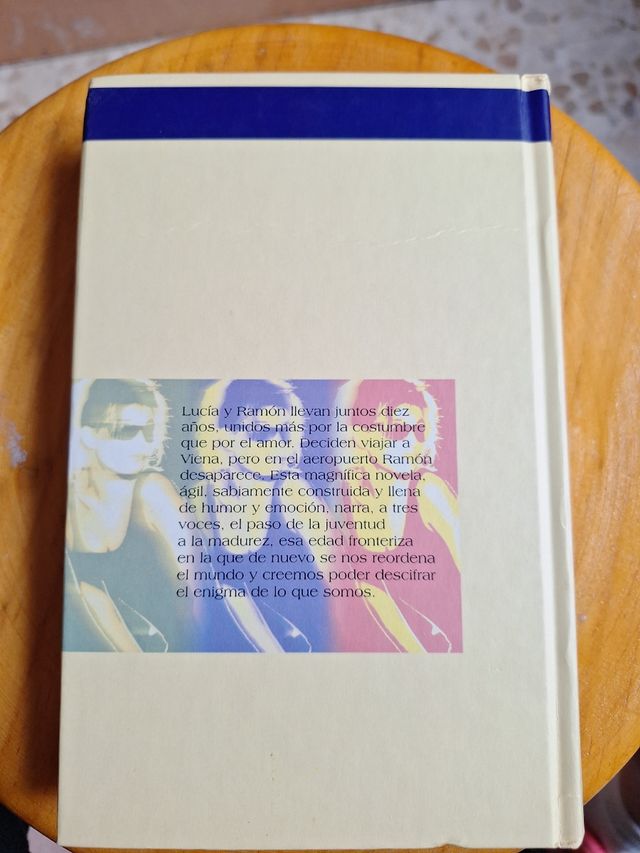 Lucía y Ramón llevan juntos diez
años, unidos más por la costumbre
que por el amor. Deciden viajar a
Viena, pero en el aeropuerto Ramón
desaparece. Esta magnífica novela,
ágil, sabiamente construida y llena
de humor y emoción, narra, a tres
voces, el paso de la juventud
a la madurez, esa edad fronteriza
en la que de nuevo se nos reordena
el mundo y creemos poder descifrar
el enigma de lo que somos.